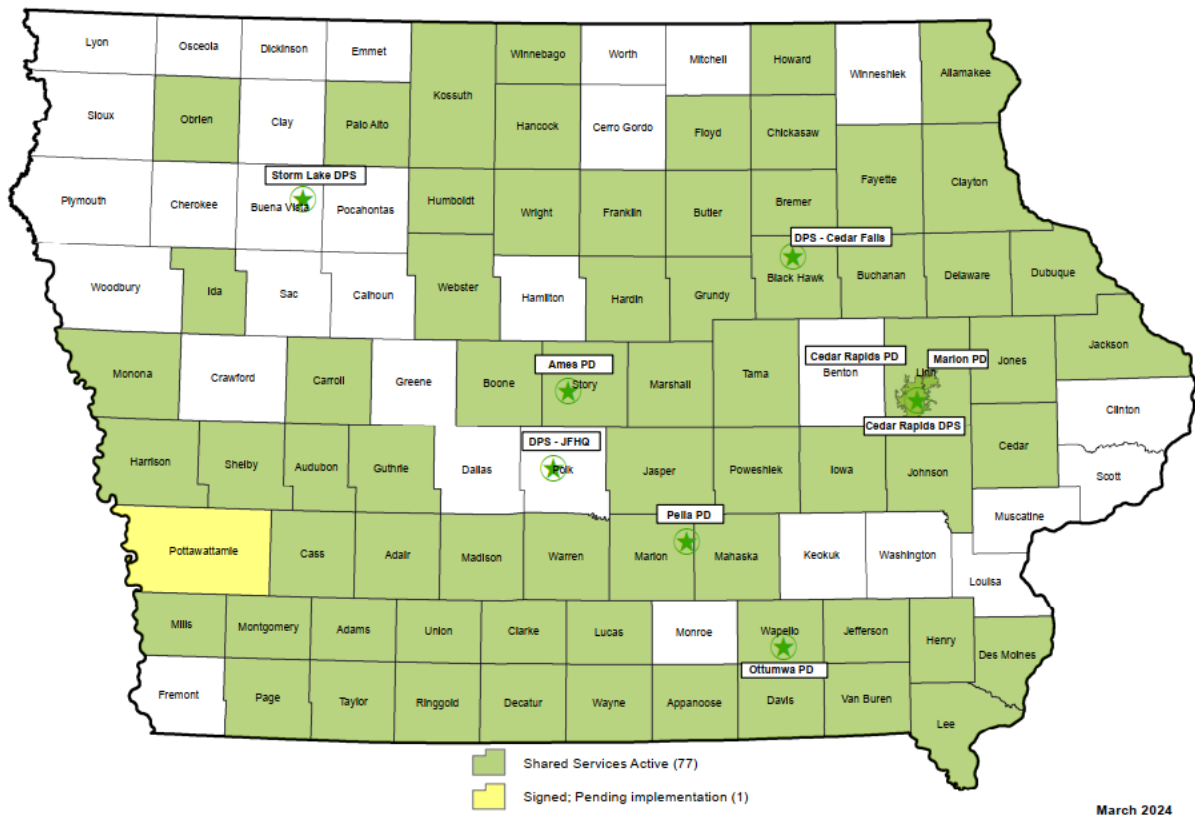 Lyon
Osceola
Dickinson
Emmet
Kossuth
Winnebago
Worth
Mitchell
Howard
Winneshiek
Allamakee
Sioux
Obrien
Clay
Palo Alto
Hancock
Cerro Gordo
Floyd
Chickasaw
Fayette
Clayton
Storm Lake DPS
Plymouth
Cherokee
Buena Vista
Pocahontas
Humboldt
Wright
Franklin
Butler
Bremer
DPS - Cedar Falls
Woodbury
Ida
Sac
Calhoun
Webster
Hamilton
Hardin
Grundy
Black Hawk
Buchanan
Delaware
Dubuque
Monona
Crawford
Carroll
Greene
Boone
Ames PD
Story
Marshall
Tama
Cedar Rapids PD
Benton
Marion PD
Linn
Jones
Jackson
Clinton
Cedar Rapids DPS
Harrison
Shelby
Audubon
Guthrie
Dallas
DPS - JFHQ
Polk
Jasper
Poweshiek
Iowa
Johnson
Cedar
Scott
Muscatine
Pottawattamie
Cass
Adair
Madison
Warren
Pella PD
Marion
Mahaska
Keokuk
Washington
Louisa
Mills
Montgomery
Adams
Union
Clarke
Lucas
Monroe
Wapello
Jefferson
Henry
Des Moines
Ottumwa PD
Fremont
Page
Taylor
Ringgold
Decatur
Wayne
Appanoose
Davis
Van Buren
Lee
Shared Services Active (77)
Signed; Pending implementation (1)
March 2024